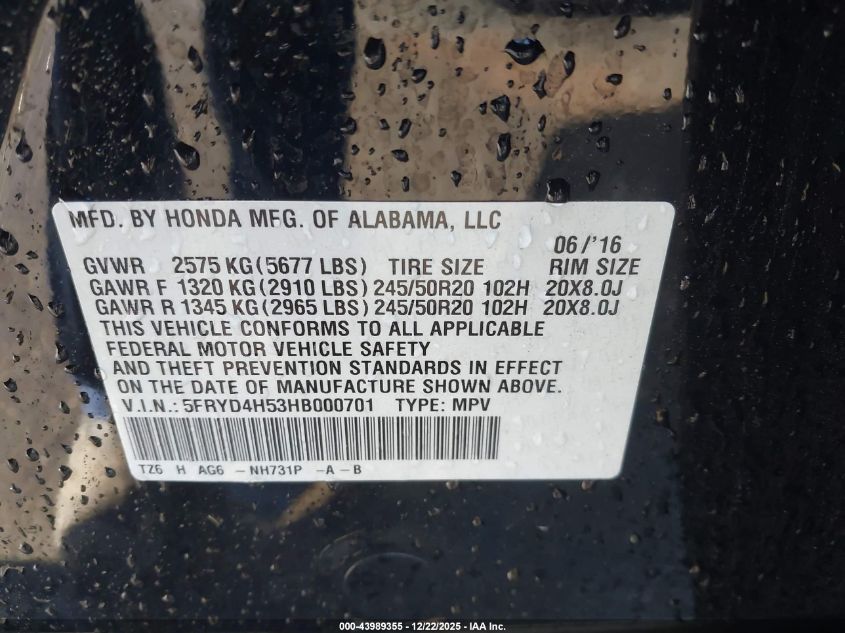 MFD. BY HONDA MFG. OF ALABAMA, LLC
06/'16
GVWR 2575 KG(5677 LBS) TIRE SIZE RIM SIZE
GAWR F 1320 KG(2910 LBS) 245/50R20 102H 20X8.0J
GAWR R 1345 KG(2965 LBS) 245/50R20 102H 20X8.0J
THIS VEHICLE CONFORMS TO ALL APPLICABLE
FEDERAL MOTOR VEHICLE SAFETY
AND THEFT PREVENTION STANDARDS IN EFFECT
ON THE DATE OF MANUFACTURE SHOWN ABOVE.
V.I.N.: 5FRYD4H53HB000701 TYPE: MPV
TZ6 H AG6 - NH731P -A-B
000-43989355 - 12/22/2025 - IAA Inc.